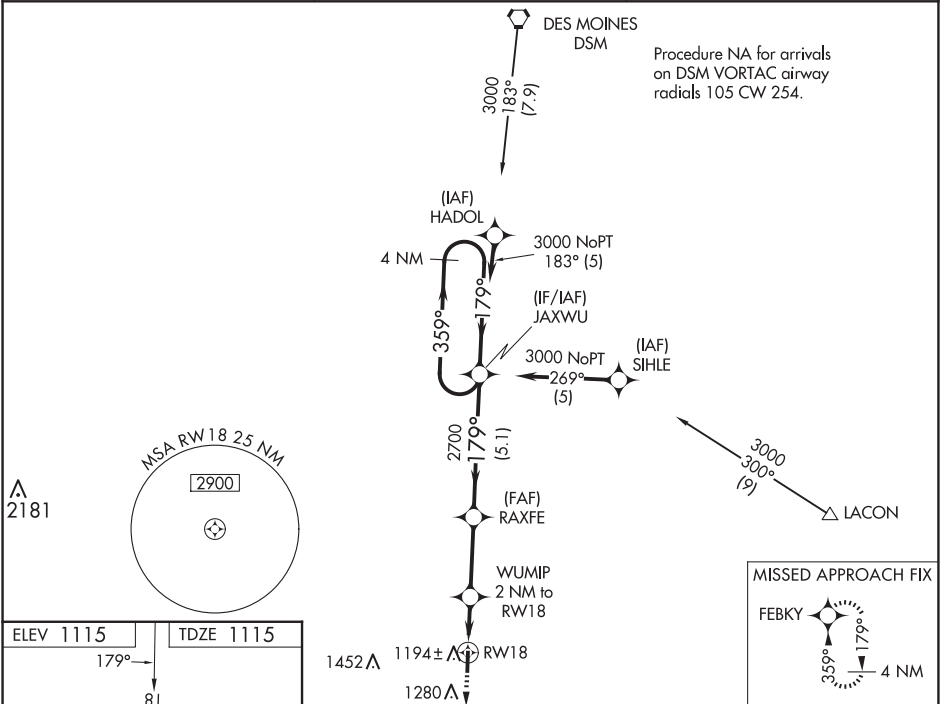 DES MOINES
DSM
Procedure NA for arrivals
on DSM VORTAC airway
radials 105 CW 254.
3000
183°
(7.9)
(IAF)
HADOL
4 NM
3000 NoPT
183° (5)
359°
179°
(IF/IAF)
JAXWU
3000 NoPT
269°
(5)
(IAF)
SIHLE
2700
179°
(5.1)
3000
300°
(9)
LACON
MSA RW18 25 NM
2900
2181
(FAF)
RAXFE
WUMIP
2 NM to
RW18
MISSED APPROACH FIX
FEBKY
359°
179°
4 NM
ELEV 1115
TDZE 1115
179°
1452
1194±
RW18
1280